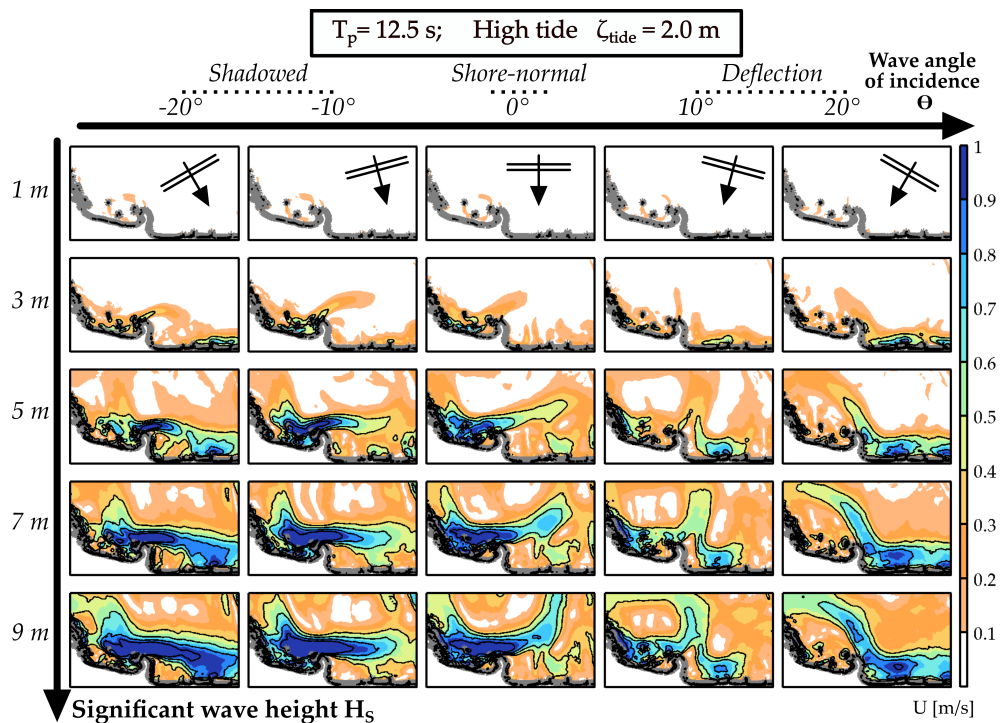 Tp= 12.5 s; High tide ζtide = 2.0 m
Shadowed Shore-normal Deflection Wave angle of incidence Θ
-20° -10° 0° 10° 20°
1 m
3 m
5 m
7 m
9 m
1
0.9
0.8
0.7
0.6
0.5
0.4
0.3
0.2
0.1
Significant wave height HS
U [m/s]